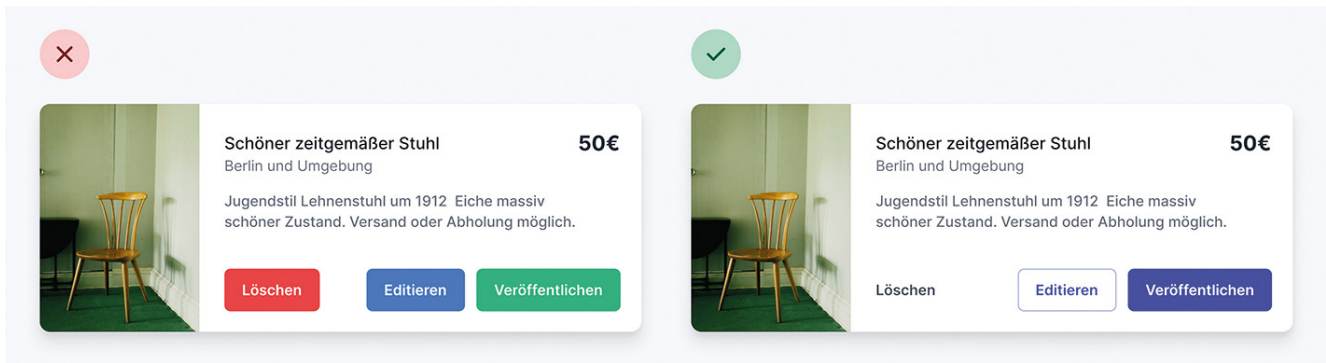 Schöner zeitgemäßer Stuhl 50€
Berlin und Umgebung
Jugendstil Lehnenstuhl um 1912 Eiche massiv
schöner Zustand. Versand oder Abholung möglich.
Löschen Editieren Veröffentlichen
Schöner zeitgemäßer Stuhl 50€
Berlin und Umgebung
Jugendstil Lehnenstuhl um 1912 Eiche massiv
schöner Zustand. Versand oder Abholung möglich.
Löschen Editieren Veröffentlichen